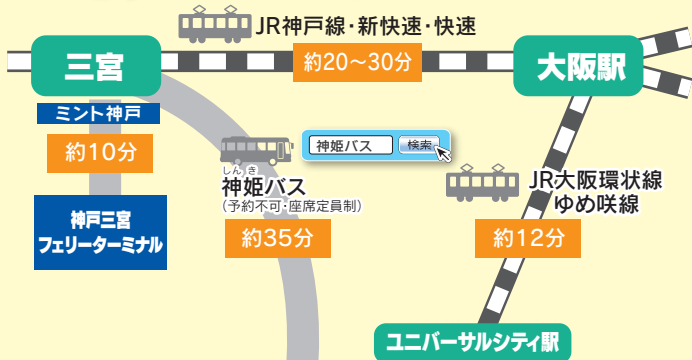 JR神戸線・新快速・快速
三宮
約20〜30分
大阪駅
ミント神戸
約10分
神姫バス
検索
しんき
神姫バス
(予約不可・座席定員制)
JR大阪環状線
ゆめ咲線
神戸三宮
フェリーターミナル
約35分
約12分
ユニバーサルシティ駅